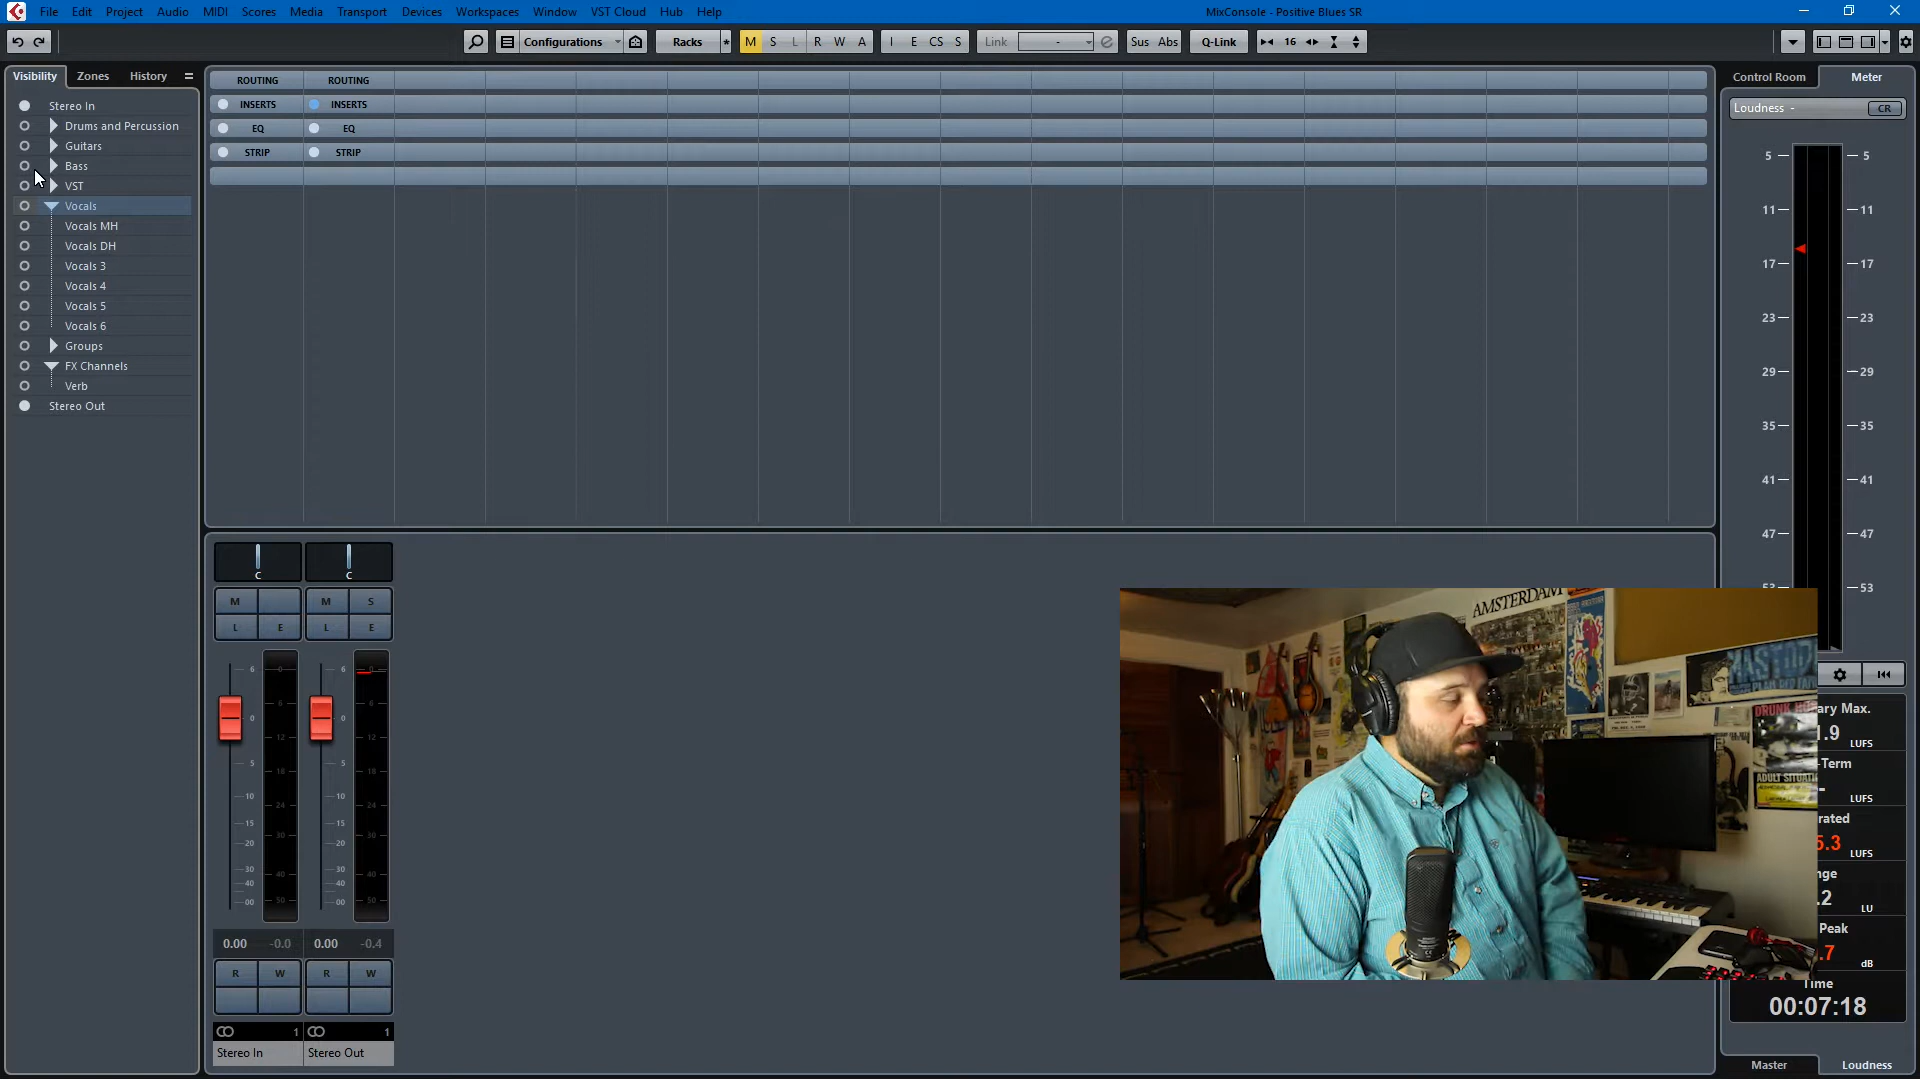 File Edit Project Audio MIDI Scores Media Transport Devices Workspaces Window VST Cloud Hub Help
MixConsole - Positive Blues SR
Configurations Racks M S L R W A I E CS S Link - Sus Abs Q-Link 16
Visibility Zones History
Stereo In
Drums and Percussion
Guitars
Bass
VST
Vocals
Vocals MH
Vocals DH
Vocals 3
Vocals 4
Vocals 5
Vocals 6
Groups
FX Channels
Verb
Stereo Out
ROUTING ROUTING
INSERTS INSERTS
EQ EQ
STRIP STRIP
C C
M M S
L E L E
6 0 6 0
0 6 0 6
12 12
5 18 5 18
10 24 10 24
15 15
20 30 20 30
30 30
40 40 40 40
00 50 00 50
0.00 -0.0 0.00 -0.4
R W R W
1 1
Stereo In Stereo Out
Control Room Meter
Loudness - CR
5 5
11 11
17 17
23 23
29 29
35 35
41 41
47 47
53 53
ary Max.
1.9 LUFS
-Term
- LUFS
rated
5.3 LUFS
nge
.2 LU
Peak
.7 dB
Time
00:07:18
Master Loudness
AMSTERDAM
DRUNK
ADULT SITUATI